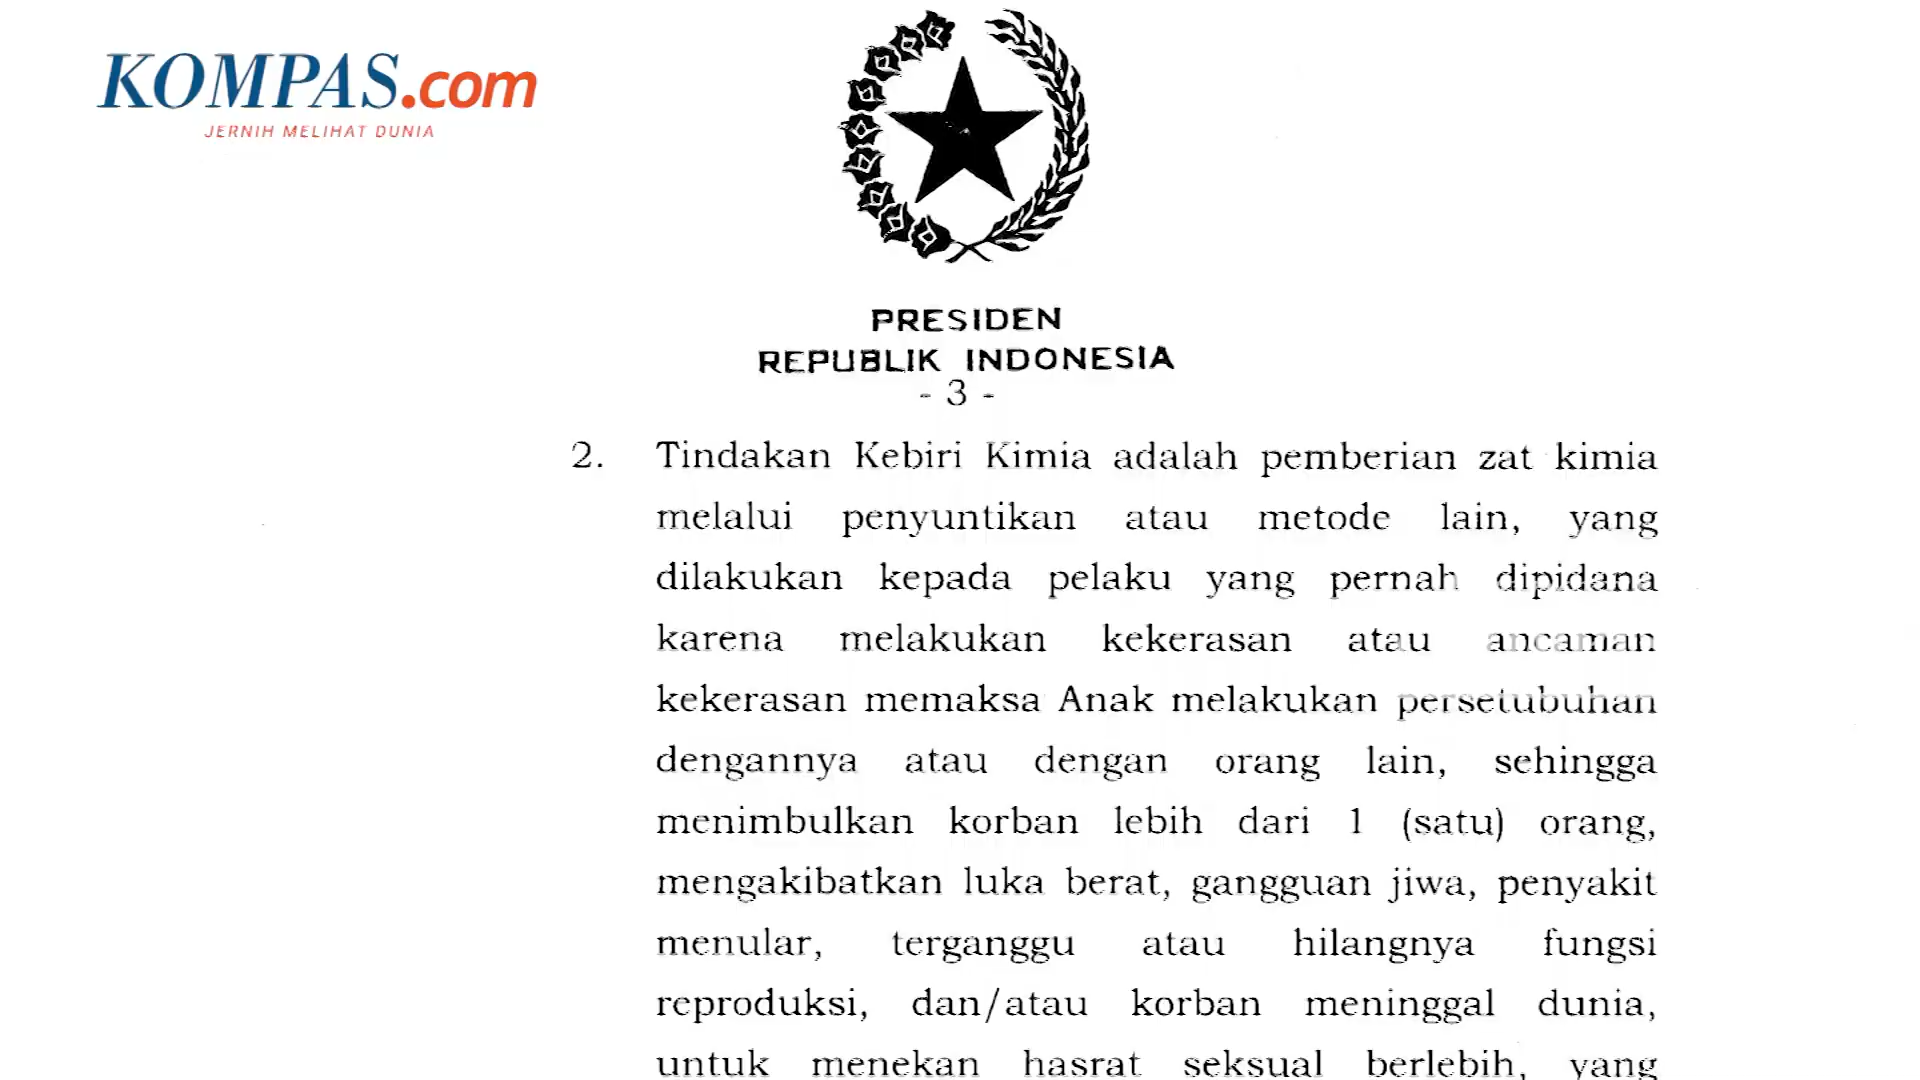 KOMPAS.com
JERNIH MELIHAT DUNIA
PRESIDEN
REPUBLIK INDONESIA
- 3 -
2. Tindakan Kebiri Kimia adalah pemberian zat kimia
melalui penyuntikan atau metode lain, yang
dilakukan kepada pelaku yang pernah dipidana
karena melakukan kekerasan atau ancaman
kekerasan memaksa Anak melakukan persetubuhan
dengannya atau dengan orang lain, sehingga
menimbulkan korban lebih dari 1 (satu) orang,
mengakibatkan luka berat, gangguan jiwa, penyakit
menular, terganggu atau hilangnya fungsi
reproduksi, dan/atau korban meninggal dunia,
untuk menekan hasrat seksual berlebih, yang